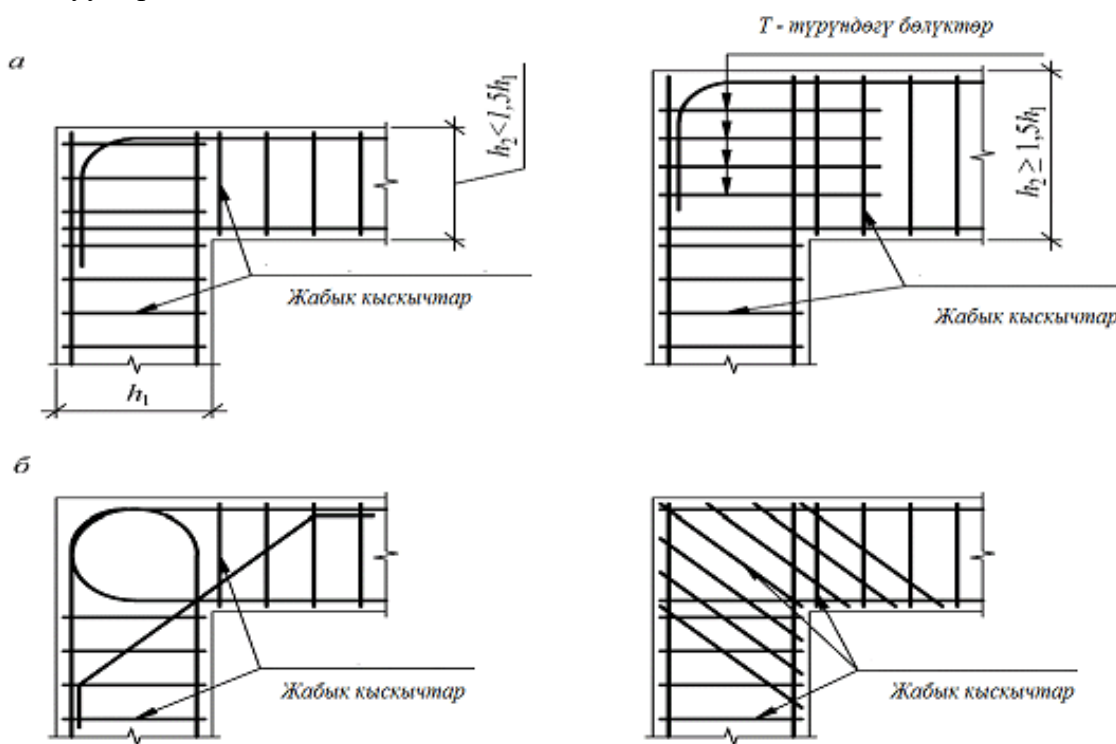 а
Т - түрүндөгү бөлүктөр
h₂<1,5h₁
h₂ ≥ 1,5h₁
Жабык кыскычтар
Жабык кыскычтар
h₁
б
Жабык кыскычтар
Жабык кыскычтар